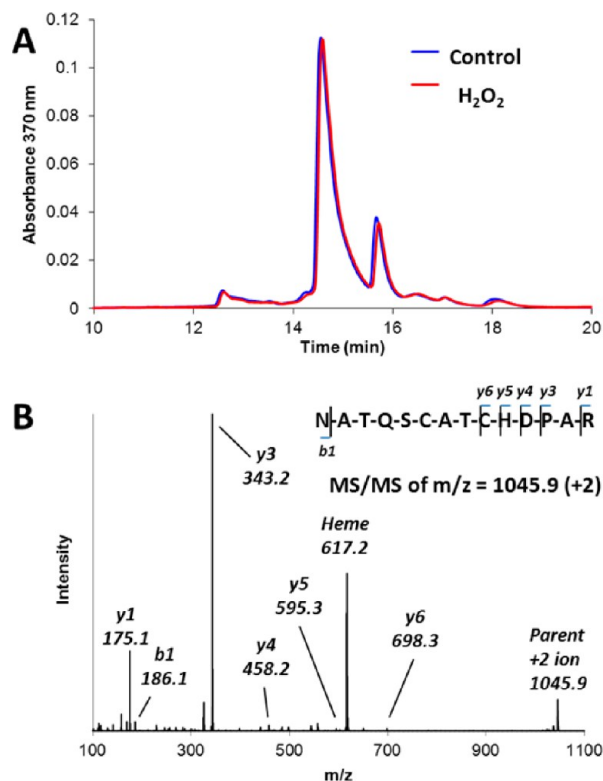 A
Absorbance 370 nm
0.12
0.1
0.08
0.06
0.04
0.02
0
Control
H₂O₂
10 12 14 16 18 20
Time (min)
B
y6 y5 y4 y3 y1
N-A-T-Q-S-C-A-T-C-H-D-P-A-R
b1
MS/MS of m/z = 1045.9 (+2)
y3
343.2
Heme
617.2
y1
175.1
b1
186.1
y4
458.2
y5
595.3
y6
698.3
Parent
+2 ion
1045.9
Intensity
100 300 500 700 900 1100
m/z